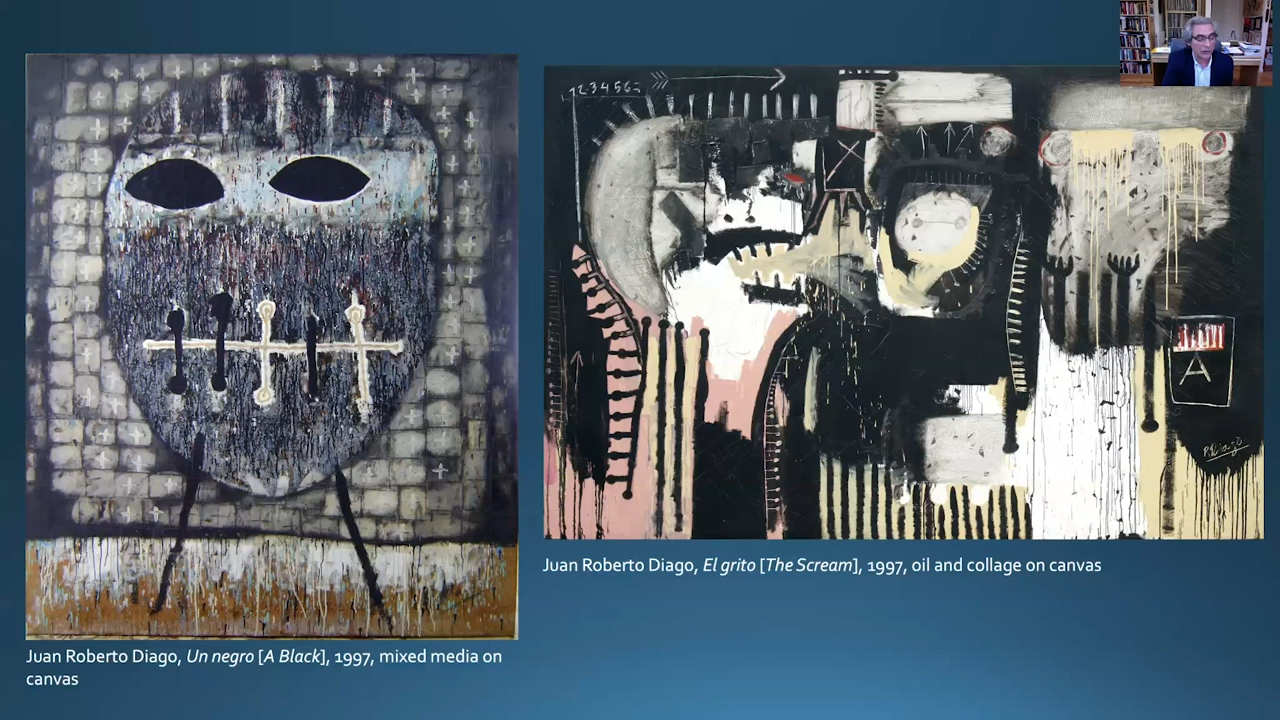 123456
A
R.Diago
Juan Roberto Diago, El grito [The Scream], 1997, oil and collage on canvas
Juan Roberto Diago, Un negro [A Black], 1997, mixed media on
canvas